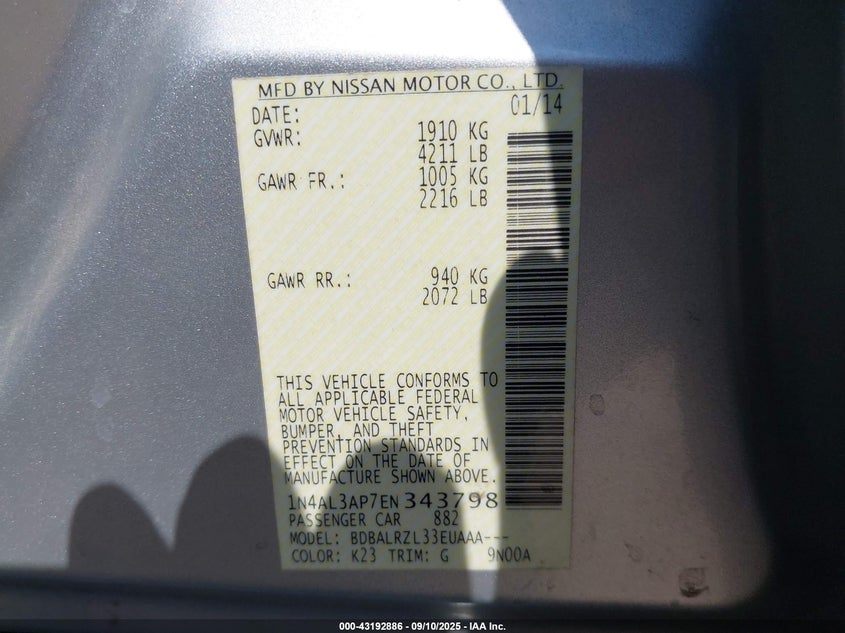 MFD BY NISSAN MOTOR CO., LTD.
DATE: 01/14
GVWR: 1910 KG
4211 LB
GAWR FR.: 1005 KG
2216 LB
GAWR RR.: 940 KG
2072 LB
THIS VEHICLE CONFORMS TO
ALL APPLICABLE FEDERAL
MOTOR VEHICLE SAFETY,
BUMPER, AND THEFT
PREVENTION STANDARDS IN
EFFECT ON THE DATE OF
MANUFACTURE SHOWN ABOVE.
1N4AL3AP7EN343798
PASSENGER CAR 882
MODEL: BDBALRZL33EUAAA---
COLOR: K23 TRIM: G 9N00A
000-43192886 - 09/10/2025 - IAA Inc.